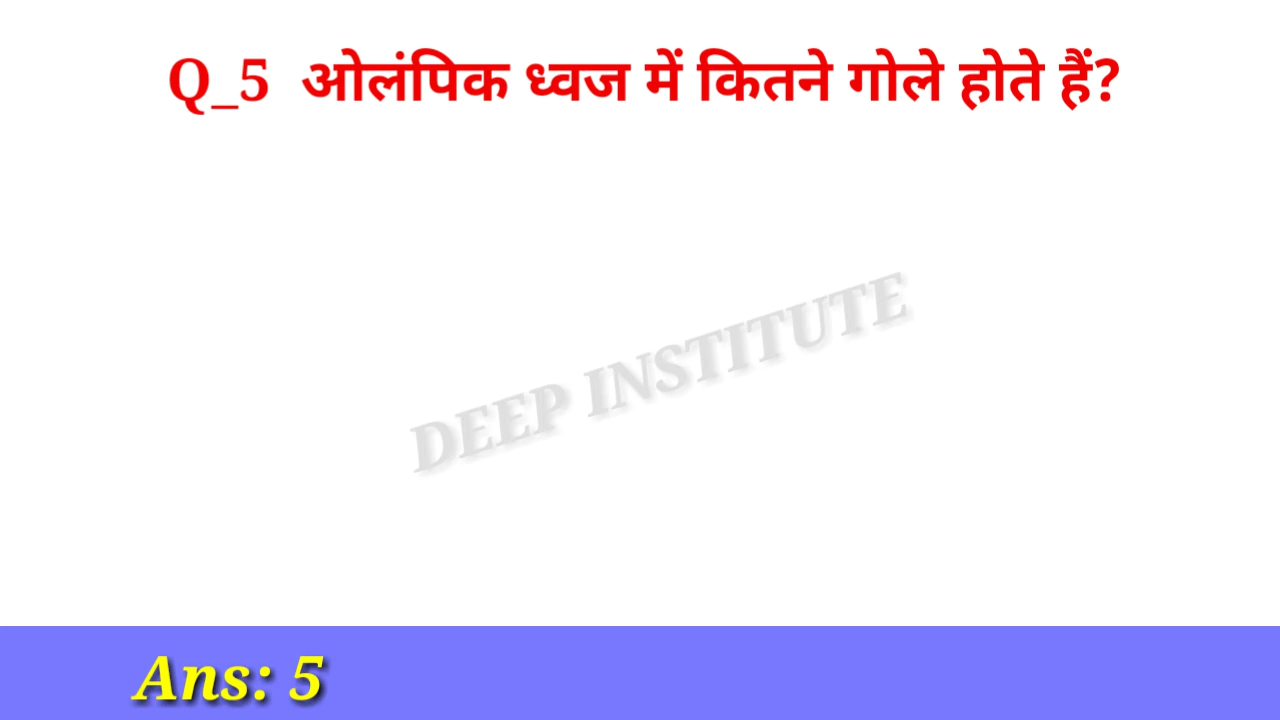 Q_5 ओलंपिक ध्वज में कितने गोले होते हैं?
DEEP INSTITUTE
Ans: 5